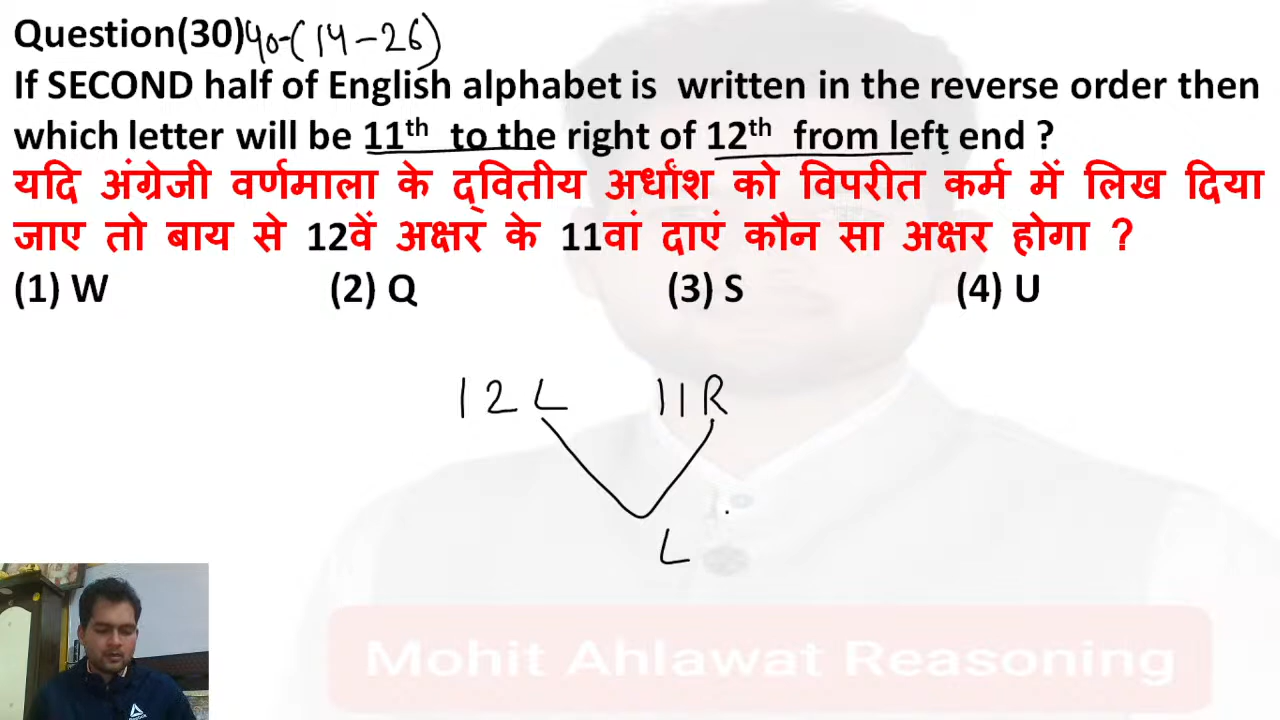 Question(30) 40-(14-26)
If SECOND half of English alphabet is written in the reverse order then
which letter will be 11th to the right of 12th from left end ?
यदि अंग्रेजी वर्णमाला के द्वितीय अर्धांश को विपरीत कर्म में लिख दिया
जाए तो बाय से 12वें अक्षर के 11वां दाएं कौन सा अक्षर होगा ?
(1) W (2) Q (3) S (4) U
12 L 11 R
L
Mohit Ahlawat Reasoning